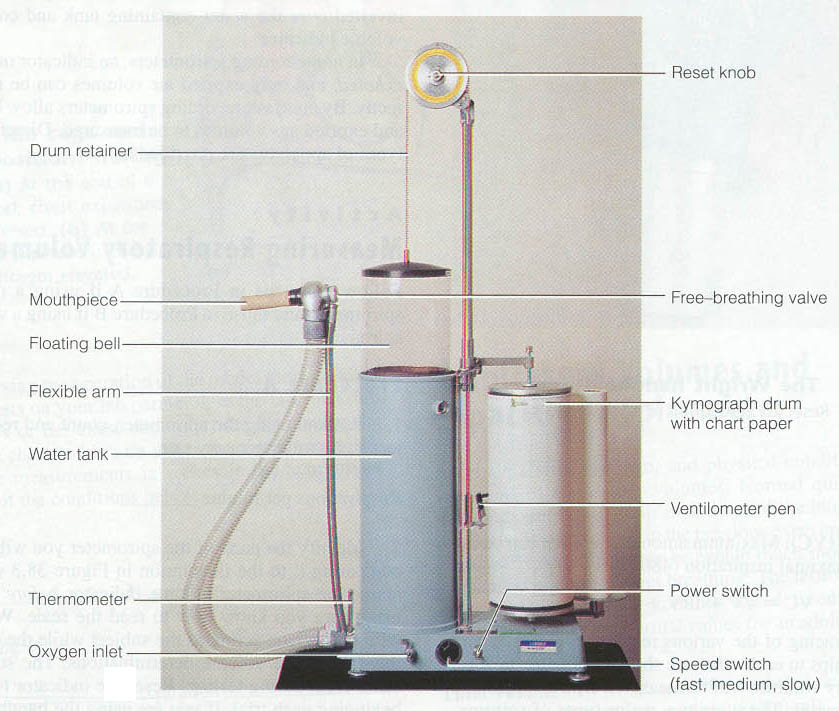 Reset knob
Drum retainer
Mouthpiece
Free–breathing valve
Floating bell
Flexible arm
Kymograph drum
with chart paper
Water tank
Ventilometer pen
Thermometer
Power switch
Oxygen inlet
Speed switch
(fast, medium, slow)